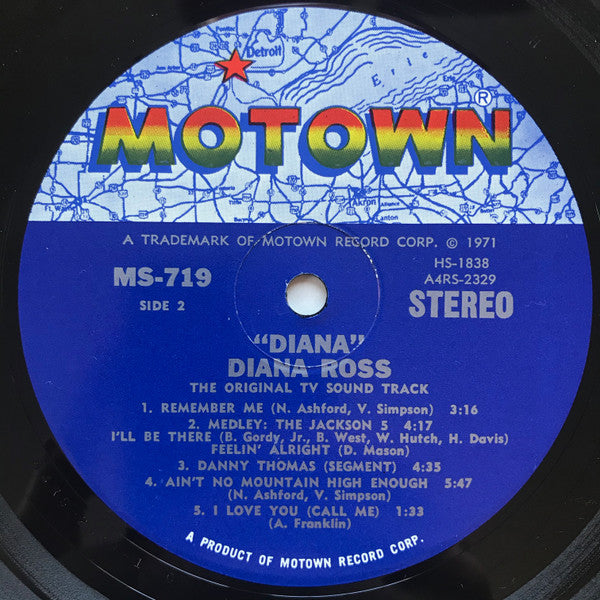 Detroit
Erie
MOTOWN®
Akron
Canton
A TRADEMARK OF MOTOWN RECORD CORP. © 1971
MS-719
HS-1838
A4RS-2329
SIDE 2
STEREO
"DIANA"
DIANA ROSS
THE ORIGINAL TV SOUND TRACK
1. REMEMBER ME (N. Ashford, V. Simpson) 3:16
2. MEDLEY: THE JACKSON 5 4:17
I'LL BE THERE (B. Gordy, Jr., B. West, W. Hutch, H. Davis)
FEELIN' ALRIGHT (D. Mason)
3. DANNY THOMAS (SEGMENT) 4:35
4. AIN'T NO MOUNTAIN HIGH ENOUGH 5:47
(N. Ashford, V. Simpson)
5. I LOVE YOU (CALL ME) 1:33
(A. Franklin)
A PRODUCT OF MOTOWN RECORD CORP.